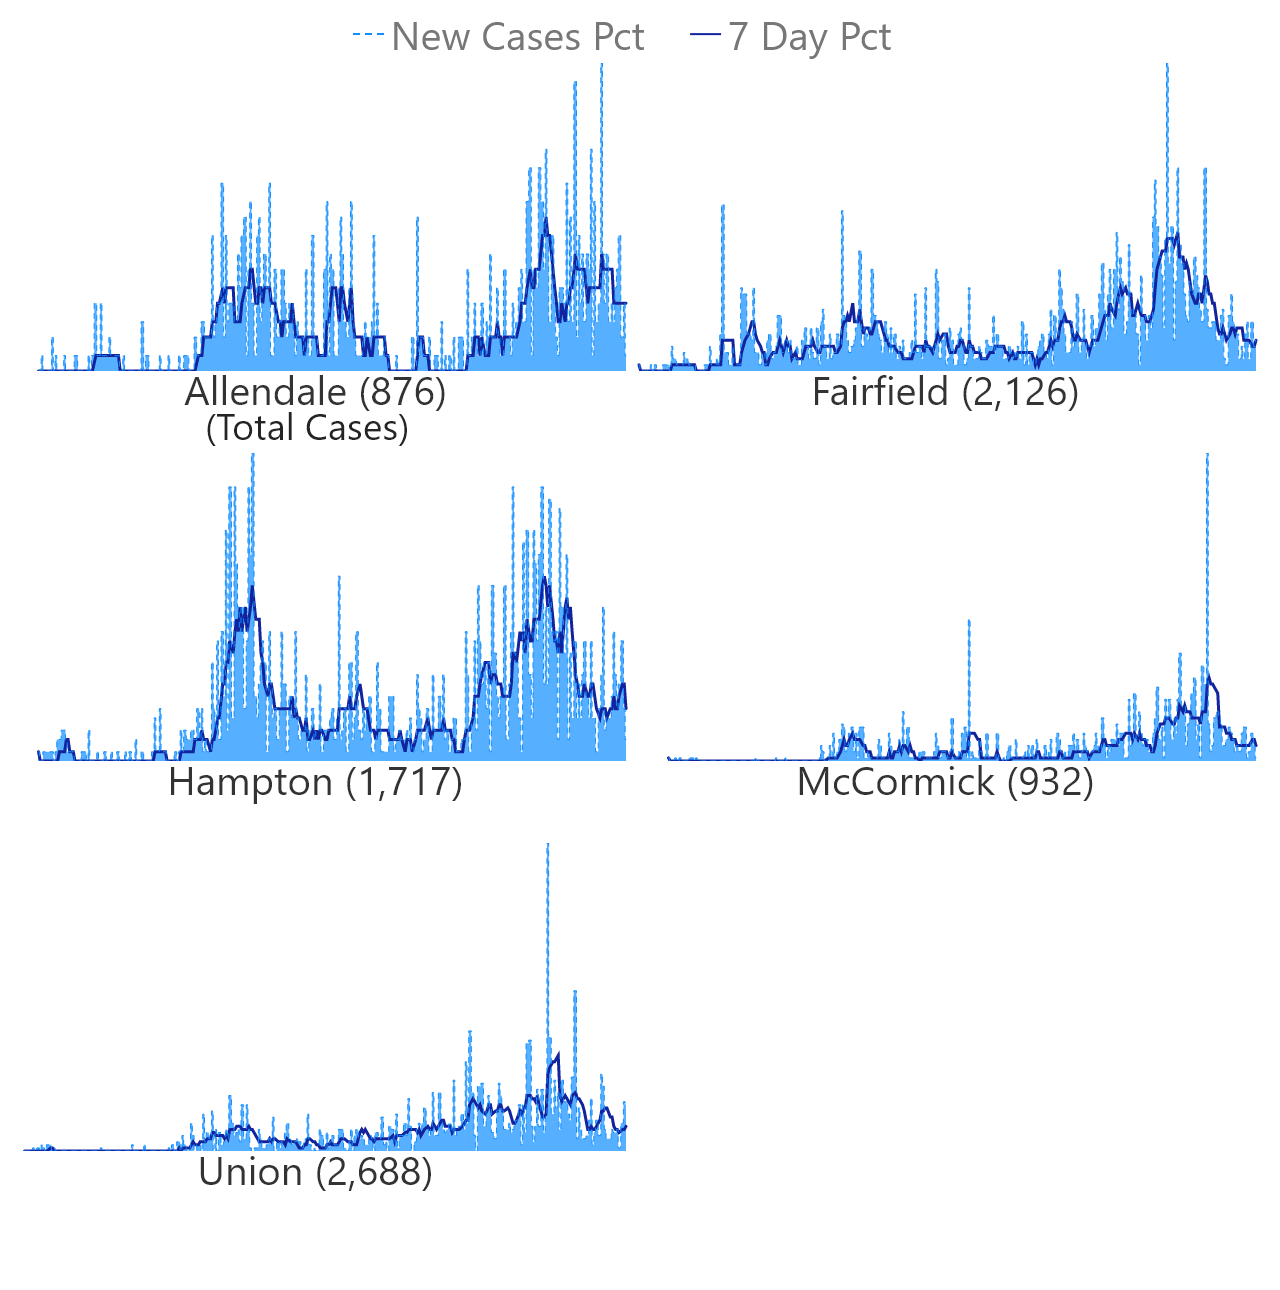 New Cases Pct 7 Day Pct
Allendale (876) Fairfield (2,126)
(Total Cases)
Hampton (1,717) McCormick (932)
Union (2,688)